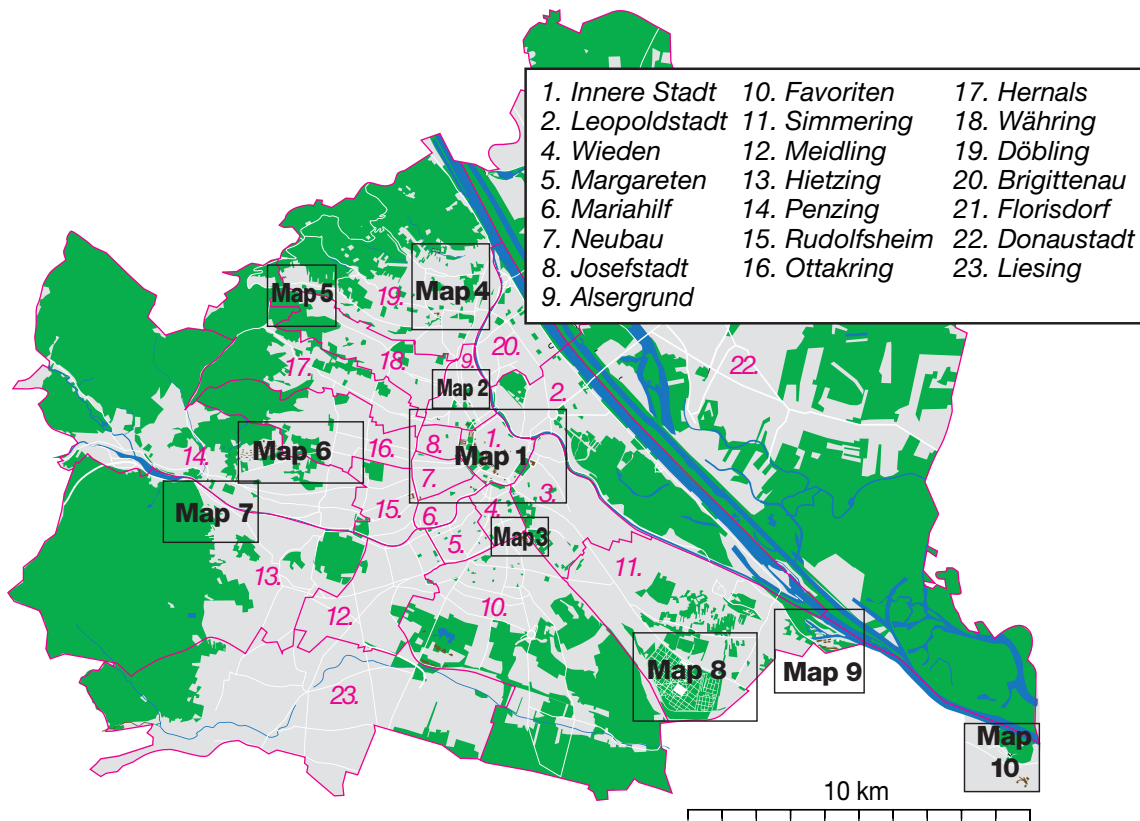 1. Innere Stadt
2. Leopoldstadt
4. Wieden
5. Margareten
6. Mariahilf
7. Neubau
8. Josefstadt
9. Alsergrund
10. Favoriten
11. Simmering
12. Meidling
13. Hietzing
14. Penzing
15. Rudolfsheim
16. Ottakring
17. Hernals
18. Währing
19. Döbling
20. Brigittenau
21. Florisdorf
22. Donaustadt
23. Liesing
Map 5
19.
Map 4
17.
18.
9.
20.
22.
Map 2
2.
14.
Map 6
16.
8.
1.
Map 1
7.
3.
Map 7
15.
6.
4.
Map 3
5.
13.
12.
10.
11.
23.
Map 8
Map 9
Map
10
10 km